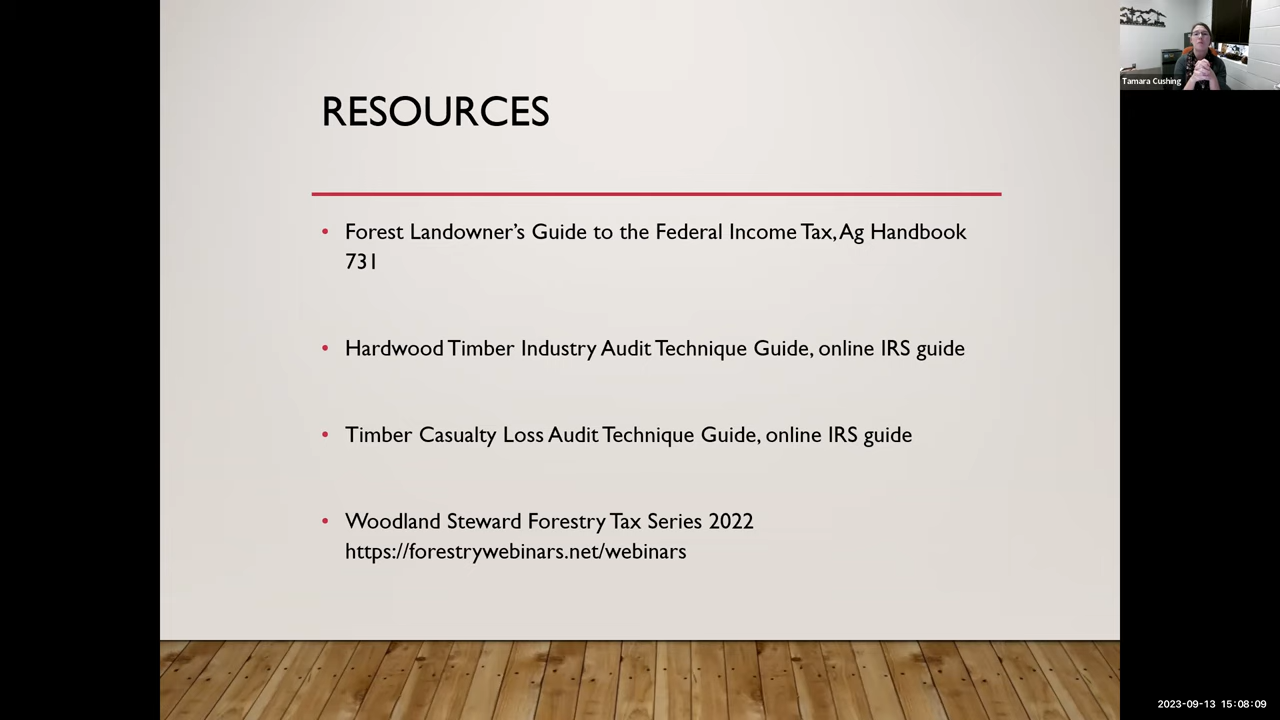 RESOURCES
• Forest Landowner’s Guide to the Federal Income Tax, Ag Handbook
731
• Hardwood Timber Industry Audit Technique Guide, online IRS guide
• Timber Casualty Loss Audit Technique Guide, online IRS guide
• Woodland Steward Forestry Tax Series 2022
https://forestrywebinars.net/webinars
Tamara Cushing
2023-09-13 15:08:09